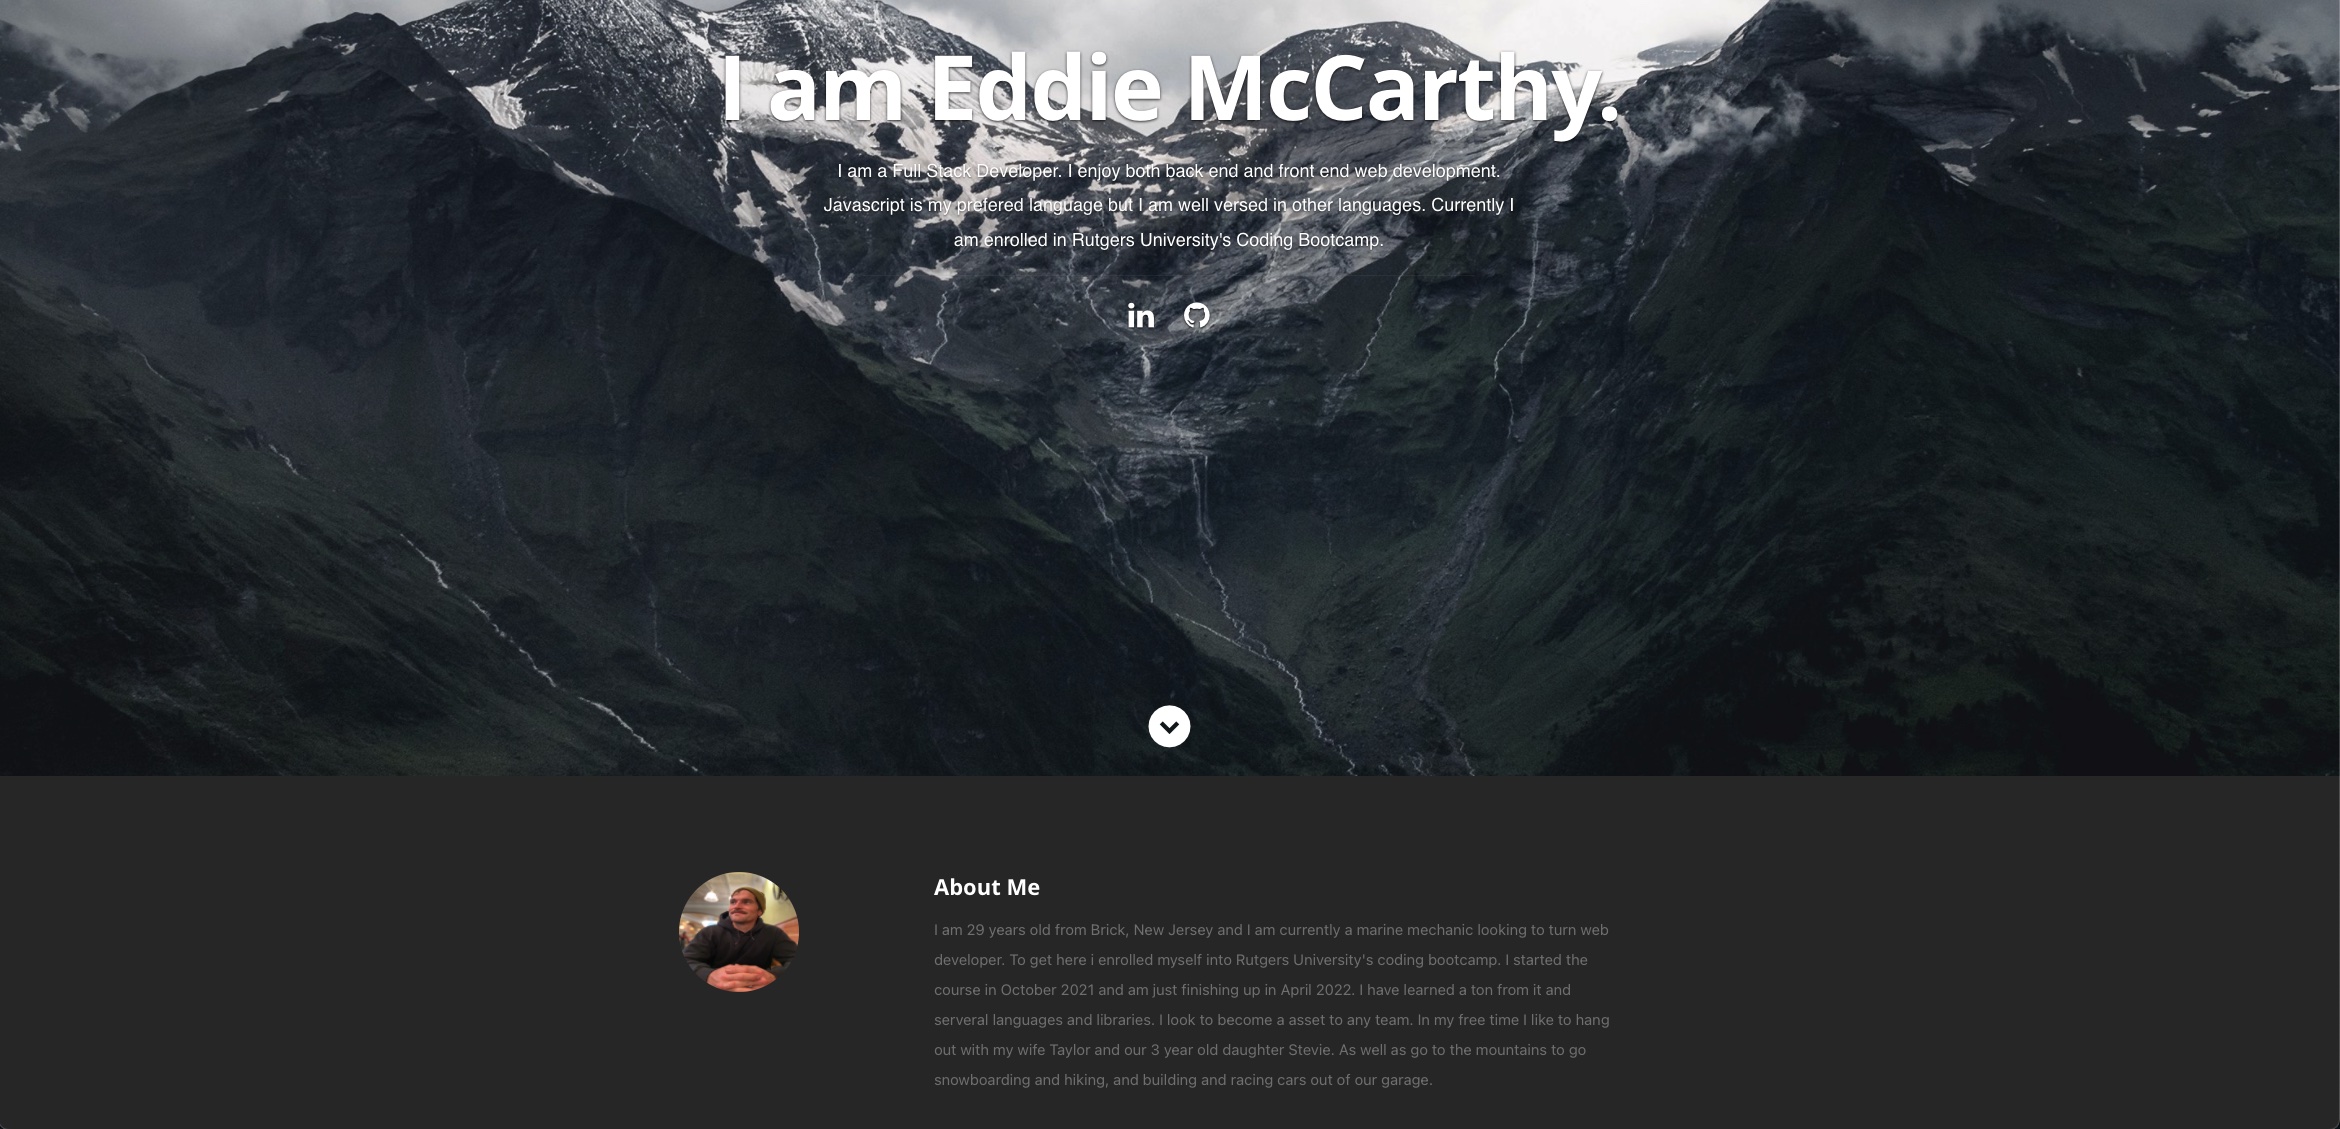 I am Eddie McCarthy.
I am a Full Stack Developer. I enjoy both back end and front end web development.
Javascript is my prefered language but I am well versed in other languages. Currently I
am enrolled in Rutgers University's Coding Bootcamp.
in
About Me
I am 29 years old from Brick, New Jersey and I am currently a marine mechanic looking to turn web
developer. To get here i enrolled myself into Rutgers University's coding bootcamp. I started the
course in October 2021 and am just finishing up in April 2022. I have learned a ton from it and
serveral languages and libraries. I look to become a asset to any team. In my free time I like to hang
out with my wife Taylor and our 3 year old daughter Stevie. As well as go to the mountains to go
snowboarding and hiking, and building and racing cars out of our garage.